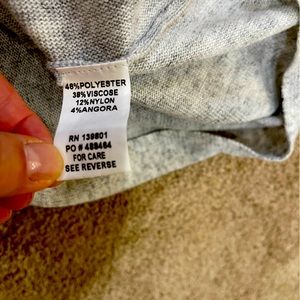 46%POLYESTER
38%VISCOSE
12%NYLON
4%ANGORA
RN 139801
PO # 489464
FOR CARE
SEE REVERSE